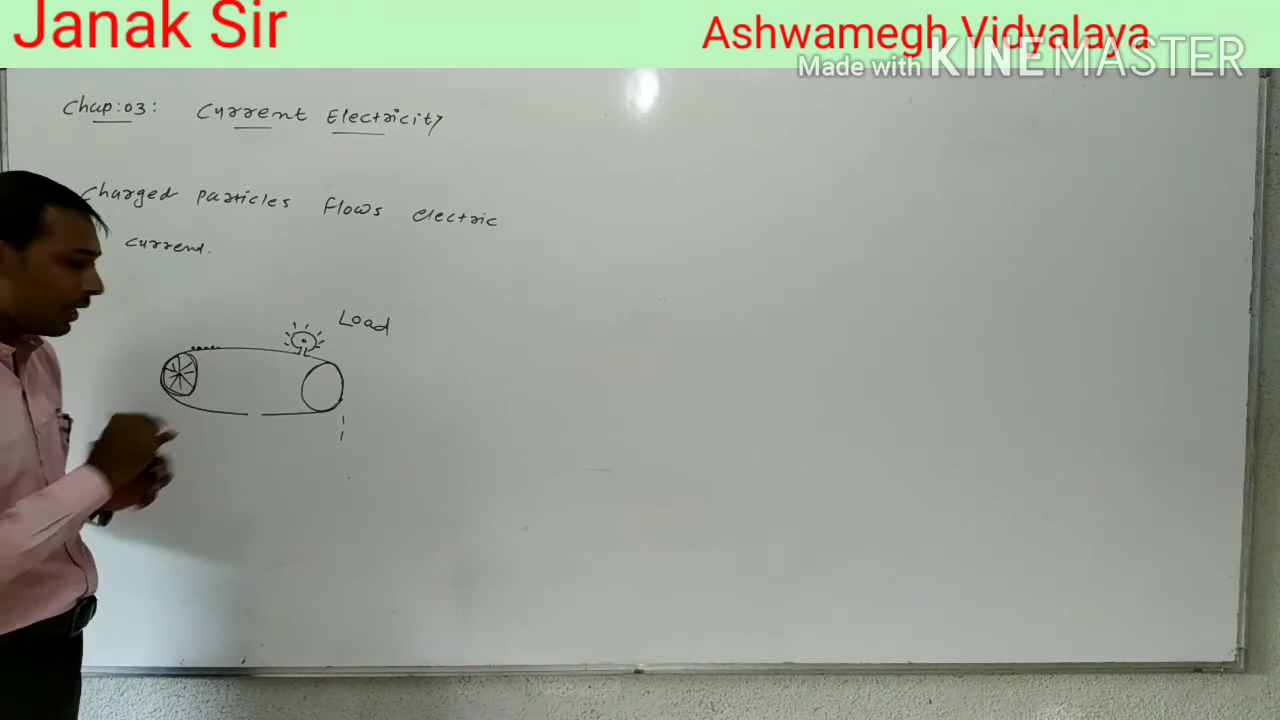 Janak Sir
Ashwamegh Vidyalaya
Made with KINEMASTER
Chap:03: Current Electricity
Charged particles flows electric
current.
Load